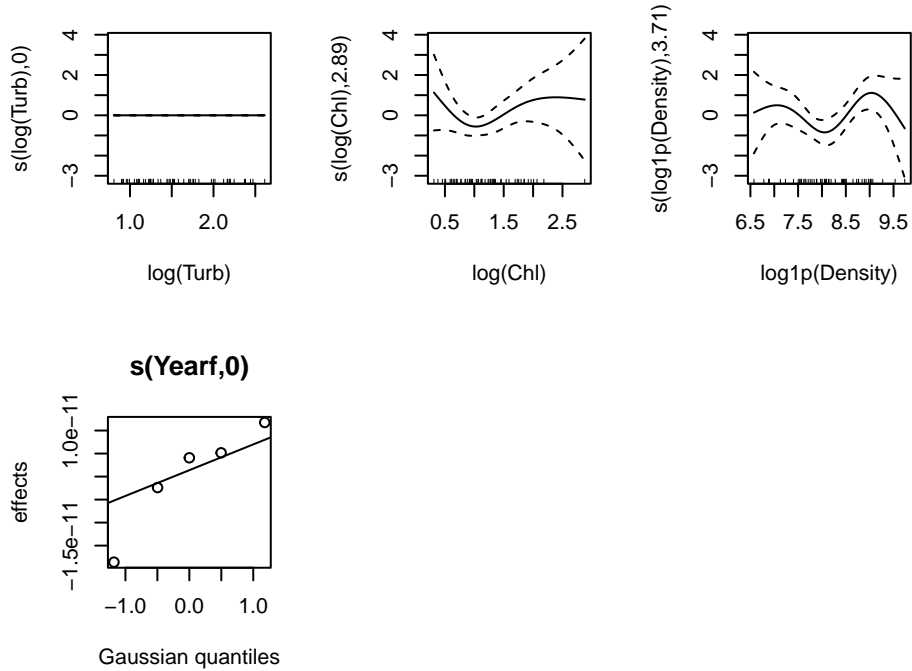 s(log(Turb),0)
4
2
0
−3
1.0
2.0
log(Turb)
s(log(Chl),2.89)
4
2
0
−3
0.5
1.5
2.5
log(Chl)
s(log1p(Density),3.71)
4
2
0
−3
6.5
7.5
8.5
9.5
log1p(Density)
s(Yearf,0)
effects
1.0e−11
−1.5e−11
−1.0
0.0
1.0
Gaussian quantiles